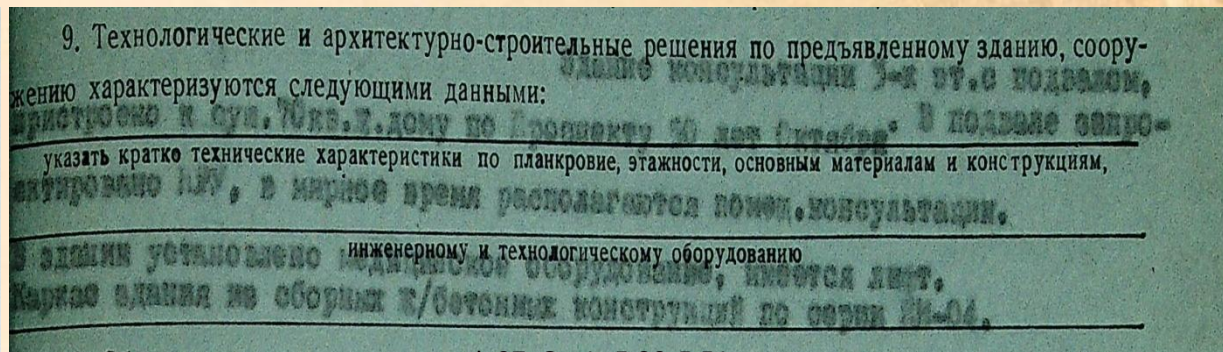 9. Технологические и архитектурно-строительные решения по предъявленному зданию, соору-
Здание консультации 3-х эт.с подвалом,
жению характеризуются следующими данными:
пристроено к сущ.70кв.ж.дому по Проспекту "50 лет Октября" В подвале запро-
указать кратко технические характеристики по планкровие, этажности, основным материалам и конструкциям,
ектировано в мирное время располагаются помещ.консультации.
инженерному и технологическому оборудованию
В здании установлено медицинское оборудование, имеется лифт.
Каркас здания из сборных ж/бетонных конструкций по серии ИИ-04.